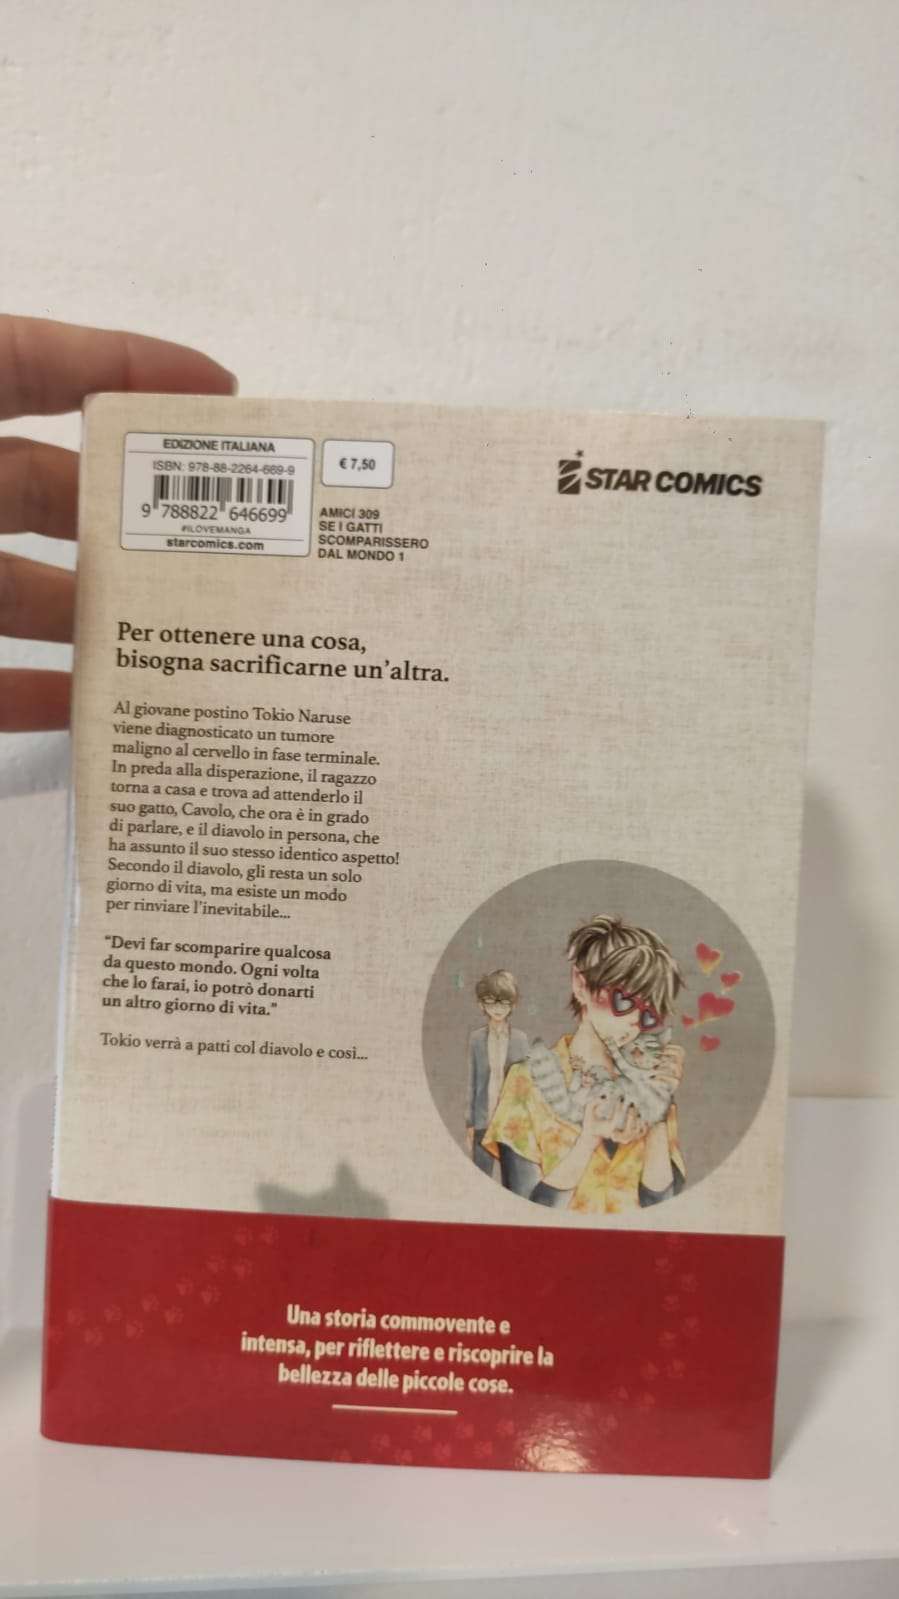 EDIZIONE ITALIANA
ISBN: 978-88-2264-669-9
9 788822 646699
#ILOVEMANGA
starcomics.com
€ 7,50
AMICI 309
SE I GATTI
SCOMPARISSERO
DAL MONDO 1
STAR COMICS
Per ottenere una cosa,
bisogna sacrificarne un'altra.
Al giovane postino Tokio Naruse
viene diagnosticato un tumore
maligno al cervello in fase terminale.
In preda alla disperazione, il ragazzo
torna a casa e trova ad attenderlo il
suo gatto, Cavolo, che ora è in grado
di parlare, e il diavolo in persona, che
ha assunto il suo stesso identico aspetto!
Secondo il diavolo, gli resta un solo
giorno di vita, ma esiste un modo
per rinviare l'inevitabile...
"Devi far scomparire qualcosa
da questo mondo. Ogni volta
che lo farai, io potrò donarti
un altro giorno di vita."
Tokio verrà a patti col diavolo e così...
Una storia commovente e
intensa, per riflettere e riscoprire la
bellezza delle piccole cose.